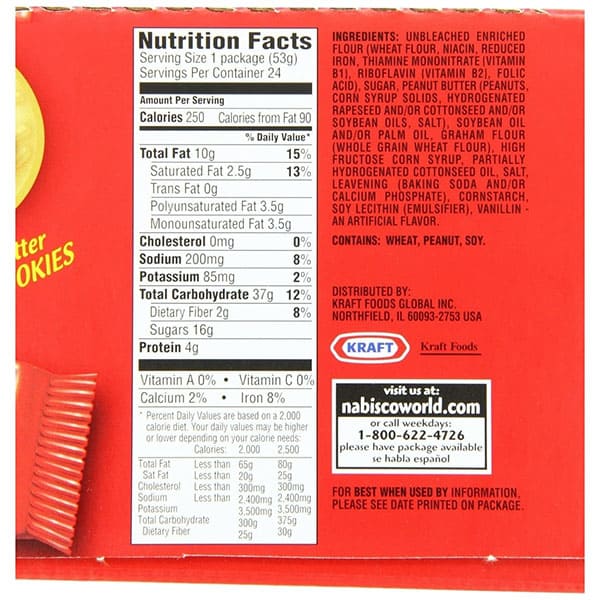 Nutrition Facts
Serving Size 1 package (53g)
Servings Per Container 24
Amount Per Serving
Calories 250 Calories from Fat 90
% Daily Value*
Total Fat 10g 15%
Saturated Fat 2.5g 13%
Trans Fat 0g
Polyunsaturated Fat 3.5g
Monounsaturated Fat 3.5g
Cholesterol 0mg 0%
Sodium 200mg 8%
Potassium 85mg 2%
Total Carbohydrate 37g 12%
Dietary Fiber 2g 8%
Sugars 16g
Protein 4g
Vitamin A 0% • Vitamin C 0%
Calcium 2% • Iron 8%
* Percent Daily Values are based on a 2,000
calorie diet. Your daily values may be higher
or lower depending on your calorie needs:
Calories: 2,000 2,500
Total Fat Less than 65g 80g
Sat Fat Less than 20g 25g
Cholesterol Less than 300mg 300mg
Sodium Less than 2,400mg 2,400mg
Potassium 3,500mg 3,500mg
Total Carbohydrate 300g 375g
Dietary Fiber 25g 30g
tter
OKIES
INGREDIENTS: UNBLEACHED ENRICHED
FLOUR (WHEAT FLOUR, NIACIN, REDUCED
IRON, THIAMINE MONONITRATE (VITAMIN
B1), RIBOFLAVIN (VITAMIN B2), FOLIC
ACID), SUGAR, PEANUT BUTTER (PEANUTS,
CORN SYRUP SOLIDS, HYDROGENATED
RAPESEED AND/OR COTTONSEED AND/OR
SOYBEAN OILS, SALT), SOYBEAN OIL
AND/OR PALM OIL, GRAHAM FLOUR
(WHOLE GRAIN WHEAT FLOUR), HIGH
FRUCTOSE CORN SYRUP, PARTIALLY
HYDROGENATED COTTONSEED OIL, SALT,
LEAVENING (BAKING SODA AND/OR
CALCIUM PHOSPHATE), CORNSTARCH,
SOY LECITHIN (EMULSIFIER), VANILLIN -
AN ARTIFICIAL FLAVOR.
CONTAINS: WHEAT, PEANUT, SOY.
DISTRIBUTED BY:
KRAFT FOODS GLOBAL INC.
NORTHFIELD, IL 60093-2753 USA
KRAFT Kraft Foods
visit us at:
nabiscoworld.com
or call weekdays:
1-800-622-4726
please have package available
se habla español
FOR BEST WHEN USED BY INFORMATION,
PLEASE SEE DATE PRINTED ON PACKAGE.